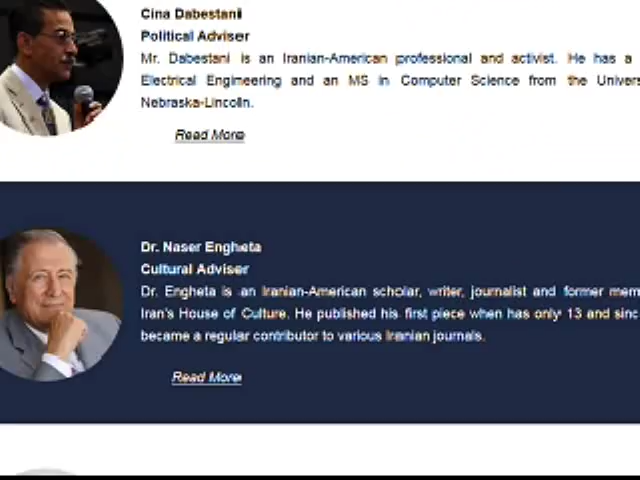 Cina Dabestani
Political Adviser
Mr. Dabestani is an Iranian-American professional and activist. He has a
Electrical Engineering and an MS in Computer Science from the Univers
Nebraska-Lincoln.
Read More
Dr. Naser Engheta
Cultural Adviser
Dr. Engheta is an Iranian-American scholar, writer, journalist and former mem
Iran's House of Culture. He published his first piece when has only 13 and sinc
became a regular contributor to various Iranian journals.
Read More